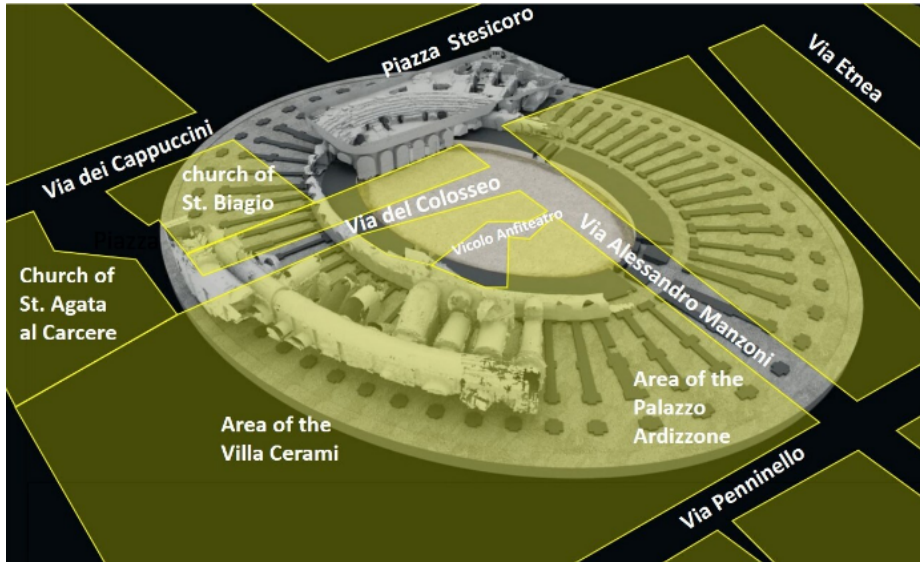 Piazza Stesicoro
Via Etnea
Via dei Cappuccini
church of
St. Biagio
Via del Colosseo
Vicolo Anfiteatro
Via Alessandro Manzoni
Piazza
Church of
St. Agata
al Carcere
Area of the
Villa Cerami
Area of the
Palazzo
Ardizzone
Via Penninello